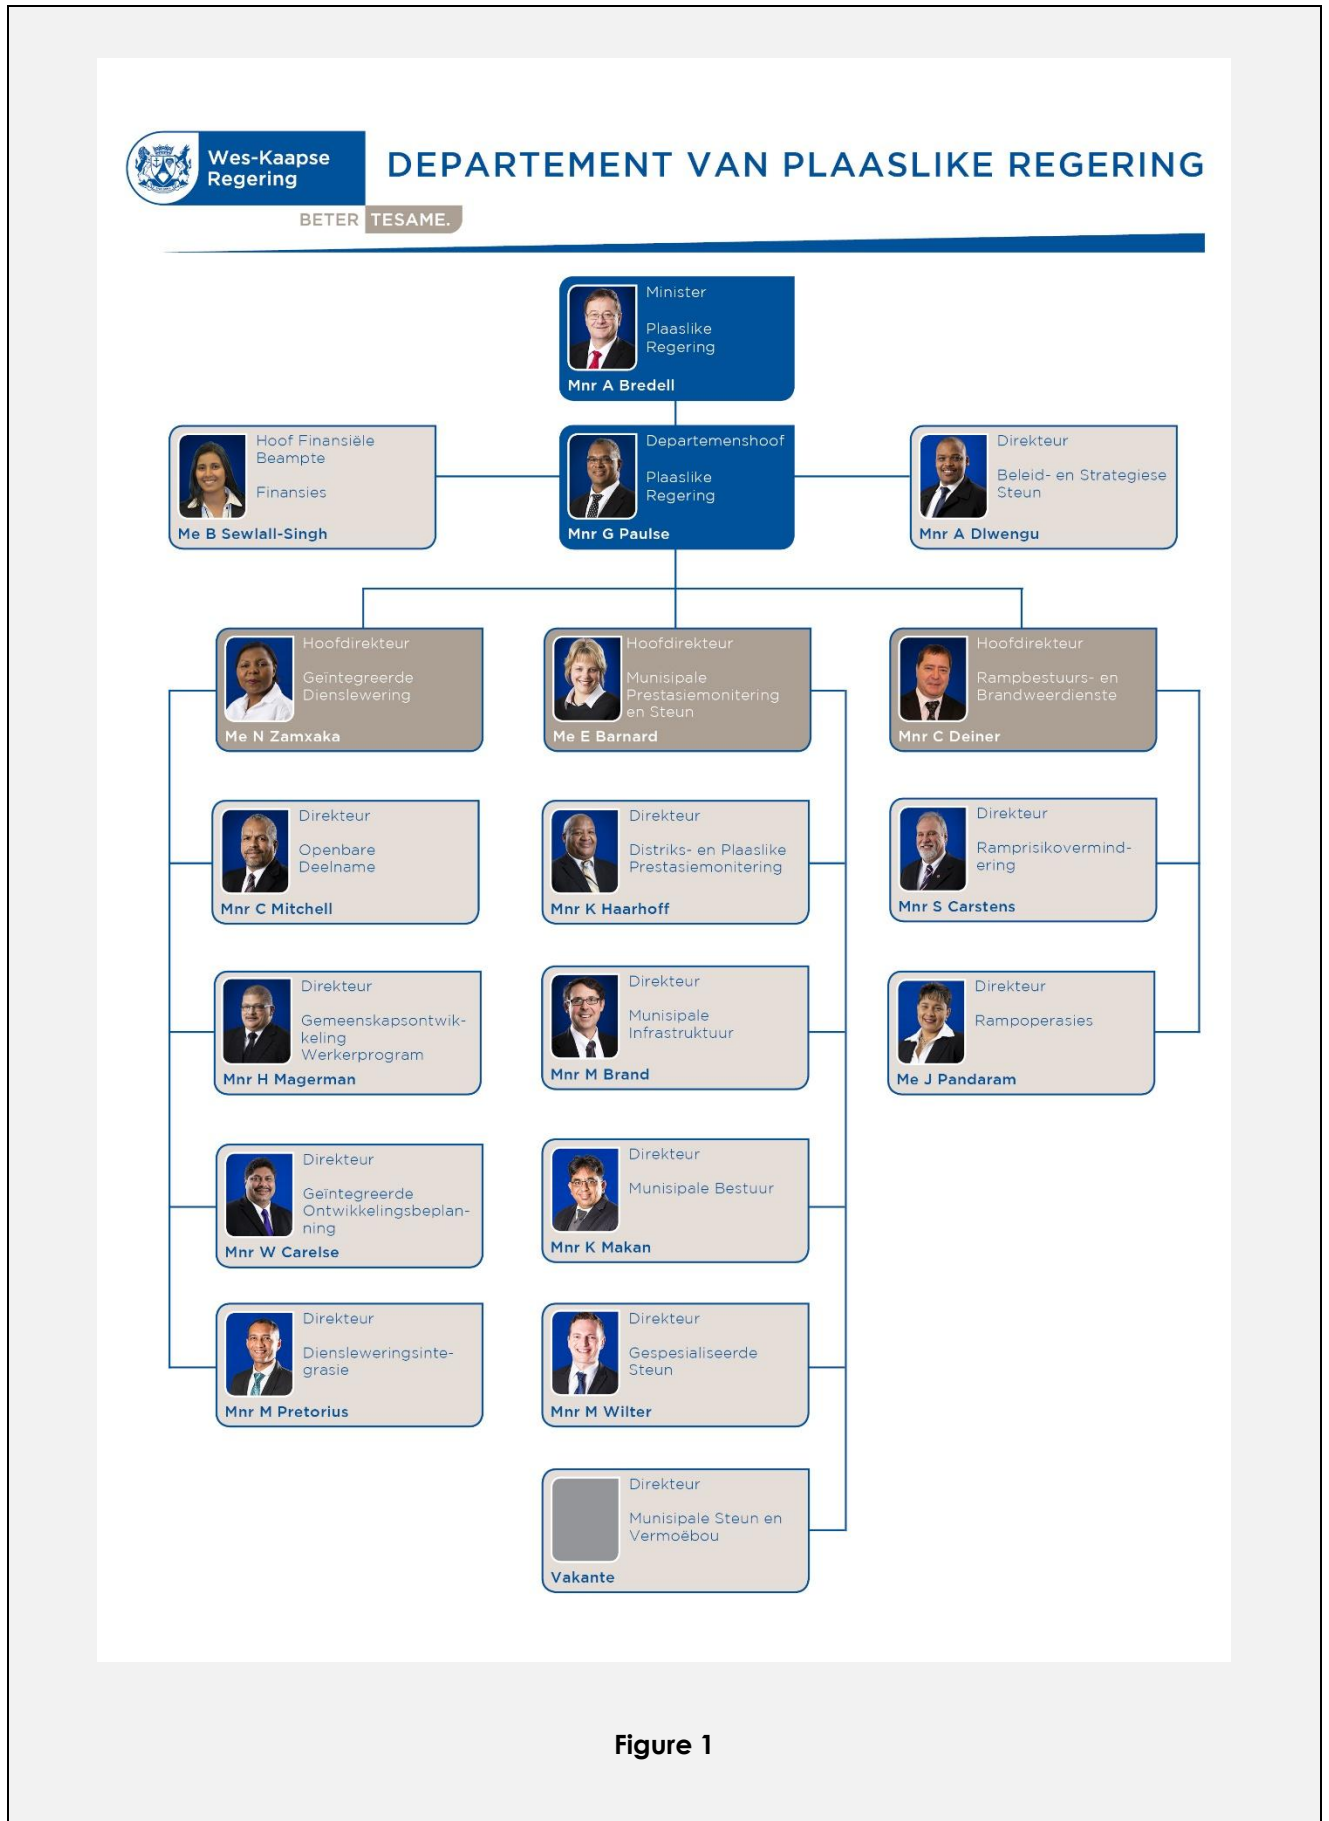 Wes-Kaapse
Regering
BETER TESAME.
DEPARTEMENT VAN PLAASLIKE REGERING
Minister
Plaaslike
Regering
Mnr A Bredell
Hoof Finansiële
Beampte
Finansies
Me B Sewlall-Singh
Departemenshoof
Plaaslike
Regering
Mnr G Paulse
Direkteur
Beleid- en Strategiese
Steun
Mnr A Dlwengu
Hoofdirekteur
Geïntegreerde
Dienslewering
Me N Zamxaka
Hoofdirekteur
Munisipale
Prestasiemonitering
en Steun
Me E Barnard
Hoofdirekteur
Rampbestuurs- en
Brandweerdienste
Mnr C Deiner
Direkteur
Openbare
Deelname
Mnr C Mitchell
Direkteur
Distriks- en Plaaslike
Prestasiemonitering
Mnr K Haarhoff
Direkteur
Ramprisikovermind-
ering
Mnr S Carstens
Direkteur
Gemeenskapsontwik-
keling
Werkerprogram
Mnr H Magerman
Direkteur
Munisipale
Infrastruktuur
Mnr M Brand
Direkteur
Rampoperasies
Me J Pandaram
Direkteur
Geïntegreerde
Ontwikkelingsbeplan-
ning
Mnr W Carelse
Direkteur
Munisipale Bestuur
Mnr K Makan
Direkteur
Diensleweringsinte-
grasie
Mnr M Pretorius
Direkteur
Gespesialiseerde
Steun
Mnr M Wilter
Direkteur
Munisipale Steun en
Vermoëbou
Vakante
Figure 1